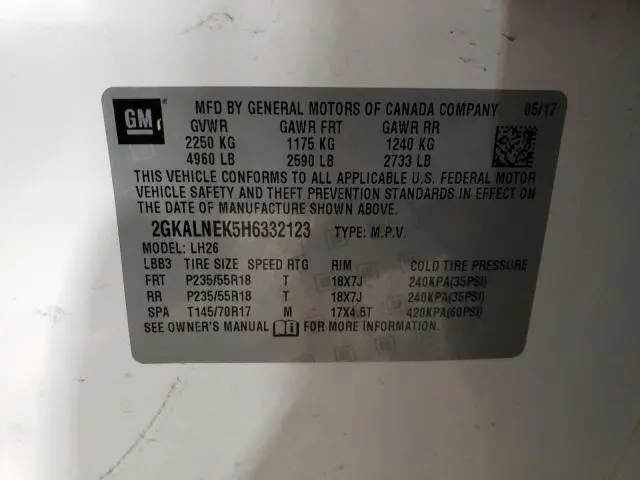 GM
MFD BY GENERAL MOTORS OF CANADA COMPANY 05/17
GVWR GAWR FRT GAWR RR
2250 KG 1175 KG 1240 KG
4960 LB 2590 LB 2733 LB
THIS VEHICLE CONFORMS TO ALL APPLICABLE U.S. FEDERAL MOTOR
VEHICLE SAFETY AND THEFT PREVENTION STANDARDS IN EFFECT ON
THE DATE OF MANUFACTURE SHOWN ABOVE.
2GKALNEK5H6332123 TYPE: M.P.V
MODEL: LH26
LBB3 TIRE SIZE SPEED RTG RIM COLD TIRE PRESSURE
FRT P235/55R18 T 18X7J 240KPA(35PSI)
RR P235/55R18 T 18X7J 240KPA(35PSI)
SPA T145/70R17 M 17X4.5T 420KPA(60PSI)
SEE OWNER'S MANUAL FOR MORE INFORMATION.